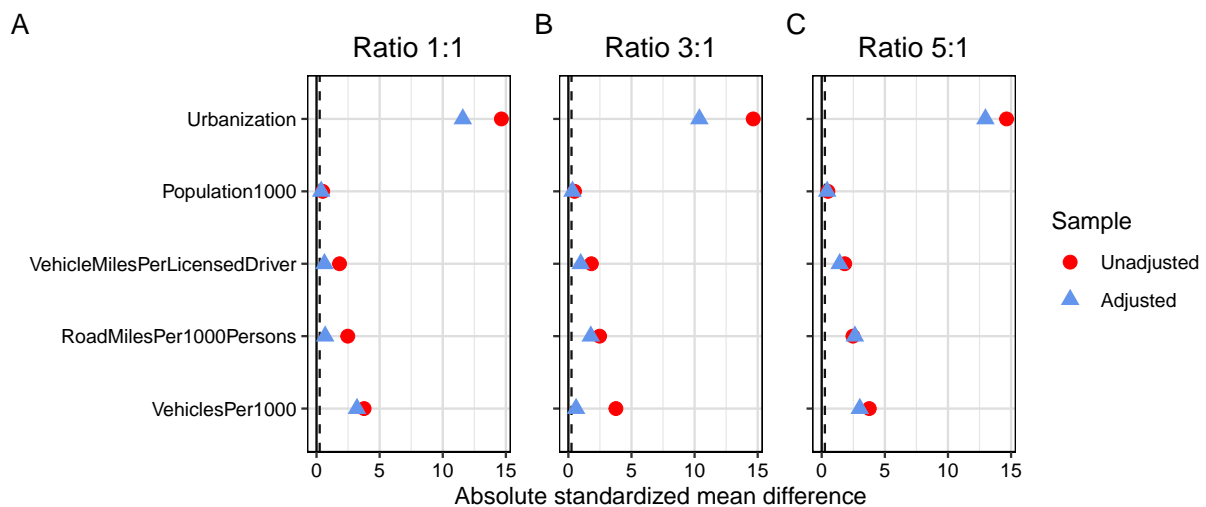 A
B
C
Ratio 1:1
Ratio 3:1
Ratio 5:1
Urbanization
Population1000
VehicleMilesPerLicensedDriver
RoadMilesPer1000Persons
VehiclesPer1000
0 5 10 15
0 5 10 15
0 5 10 15
Absolute standardized mean difference
Sample
Unadjusted
Adjusted